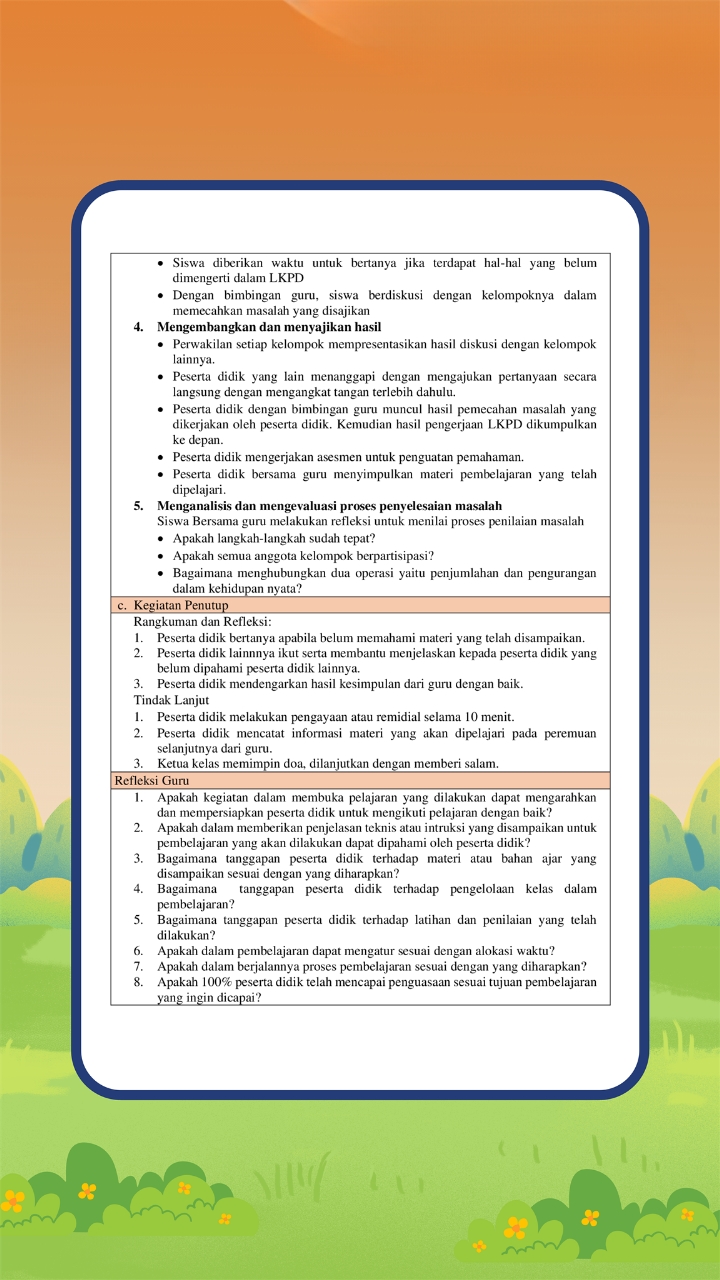 • Siswa diberikan waktu untuk bertanya jika terdapat hal-hal yang belum
dimengerti dalam LKPD
• Dengan bimbingan guru, siswa berdiskusi dengan kelompoknya dalam
memecahkan masalah yang disajikan
4. Mengembangkan dan menyajikan hasil
• Perwakilan setiap kelompok mempresentasikan hasil diskusi dengan kelompok
lainnya.
• Peserta didik yang lain menanggapi dengan mengajukan pertanyaan secara
langsung dengan mengangkat tangan terlebih dahulu.
• Peserta didik dengan bimbingan guru muncul hasil pemecahan masalah yang
dikerjakan oleh peserta didik. Kemudian hasil pengerjaan LKPD dikumpulkan
ke depan.
• Peserta didik mengerjakan asesmen untuk penguatan pemahaman.
• Peserta didik bersama guru menyimpulkan materi pembelajaran yang telah
dipelajari.
5. Menganalisis dan mengevaluasi proses penyelesaian masalah
Siswa Bersama guru melakukan refleksi untuk menilai proses penilaian masalah
• Apakah langkah-langkah sudah tepat?
• Apakah semua anggota kelompok berpartisipasi?
• Bagaimana menghubungkan dua operasi yaitu penjumlahan dan pengurangan
dalam kehidupan nyata?
c. Kegiatan Penutup
Rangkuman dan Refleksi:
1. Peserta didik bertanya apabila belum memahami materi yang telah disampaikan.
2. Peserta didik lainnnya ikut serta membantu menjelaskan kepada peserta didik yang
belum dipahami peserta didik lainnya.
3. Peserta didik mendengarkan hasil kesimpulan dari guru dengan baik.
Tindak Lanjut
1. Peserta didik melakukan pengayaan atau remidial selama 10 menit.
2. Peserta didik mencatat informasi materi yang akan dipelajari pada peremuan
selanjutnya dari guru.
3. Ketua kelas memimpin doa, dilanjutkan dengan memberi salam.
Refleksi Guru
1. Apakah kegiatan dalam membuka pelajaran yang dilakukan dapat mengarahkan
dan mempersiapkan peserta didik untuk mengikuti pelajaran dengan baik?
2. Apakah dalam memberikan penjelasan teknis atau intruksi yang disampaikan untuk
pembelajaran yang akan dilakukan dapat dipahami oleh peserta didik?
3. Bagaimana tanggapan peserta didik terhadap materi atau bahan ajar yang
disampaikan sesuai dengan yang diharapkan?
4. Bagaimana tanggapan peserta didik terhadap pengelolaan kelas dalam
pembelajaran?
5. Bagaimana tanggapan peserta didik terhadap latihan dan penilaian yang telah
dilakukan?
6. Apakah dalam pembelajaran dapat mengatur sesuai dengan alokasi waktu?
7. Apakah dalam berjalannya proses pembelajaran sesuai dengan yang diharapkan?
8. Apakah 100% peserta didik telah mencapai penguasaan sesuai tujuan pembelajaran
yang ingin dicapai?